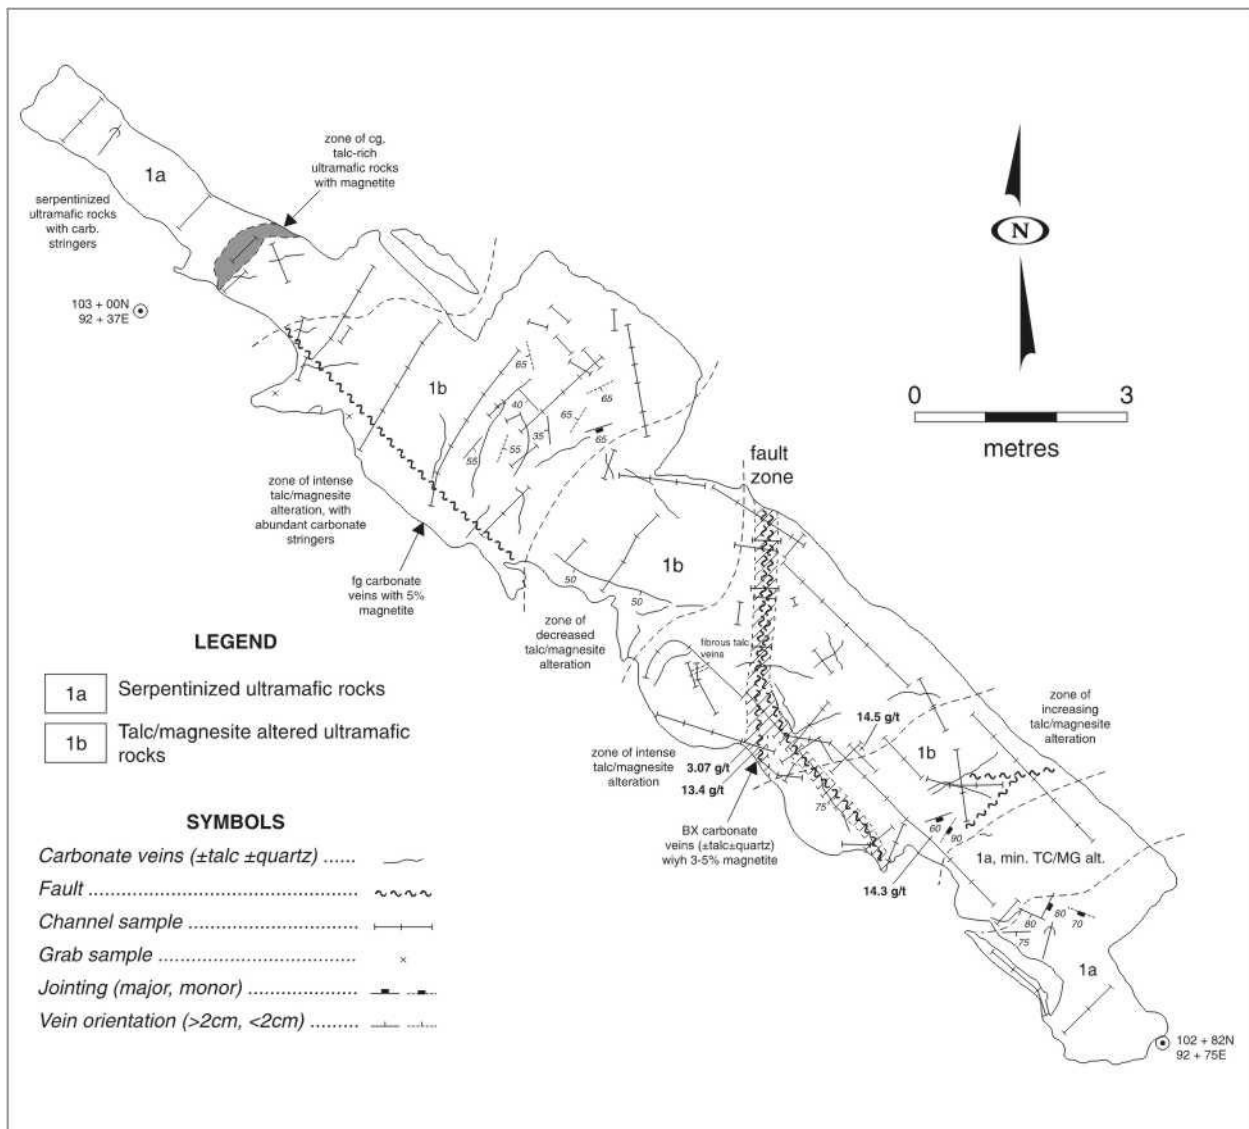 zone of cg,
talc-rich
ultramafic rocks
with magnetite
1a
serpentinized
ultramafic rocks
with carb.
stringers
N
103 + 00N
92 + 37E
0 3
metres
1b
65
40
65
65
35
65
55
55
fault
zone
zone of intense
talc/magnesite
alteration, with
abundant carbonate
stringers
fg carbonate
veins with 5%
magnetite
1b
50
50
zone of
decreased
talc/magnesite
alteration
fibrous talc
veins
zone of
increasing
talc/magnesite
alteration
14.5 g/t
1b
zone of intense
talc/magnesite
alteration
3.07 g/t
13.4 g/t
75
BX carbonate
veins (±talc±quartz)
wiyh 3-5% magnetite
60
90
1a, min. TC/MG alt.
14.3 g/t
80
80
70
75
1a
102 + 82N
92 + 75E
LEGEND
1a Serpentinized ultramafic rocks
1b Talc/magnesite altered ultramafic
rocks
SYMBOLS
Carbonate veins (±talc ±quartz) ......
Fault ................................................
Channel sample ..............................
Grab sample ...................................
Jointing (major, monor) ...................
Vein orientation (>2cm, <2cm) .........